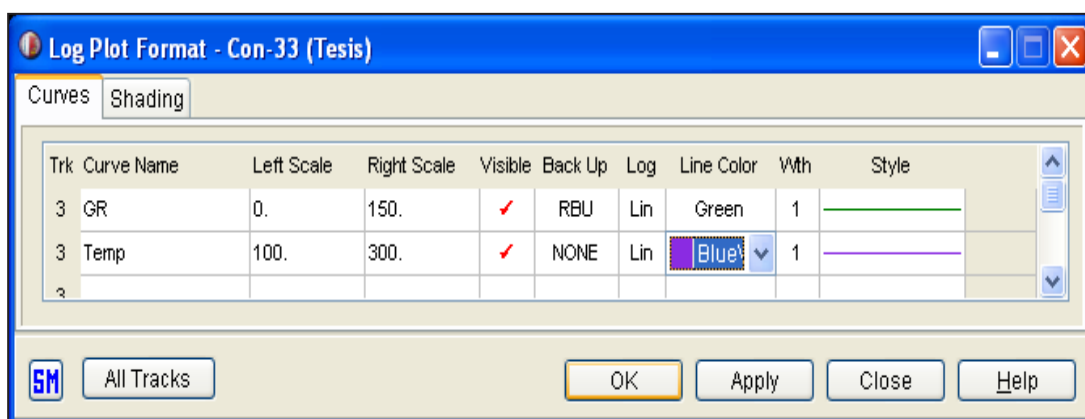 Log Plot Format - Con-33 (Tesis)
Curves Shading
Trk Curve Name Left Scale Right Scale Visible Back Up Log Line Color Wth Style
3 GR 0. 150. ✓ RBU Lin Green 1
3 Temp 100. 300. ✓ NONE Lin Blue 1
3
SM All Tracks OK Apply Close Help